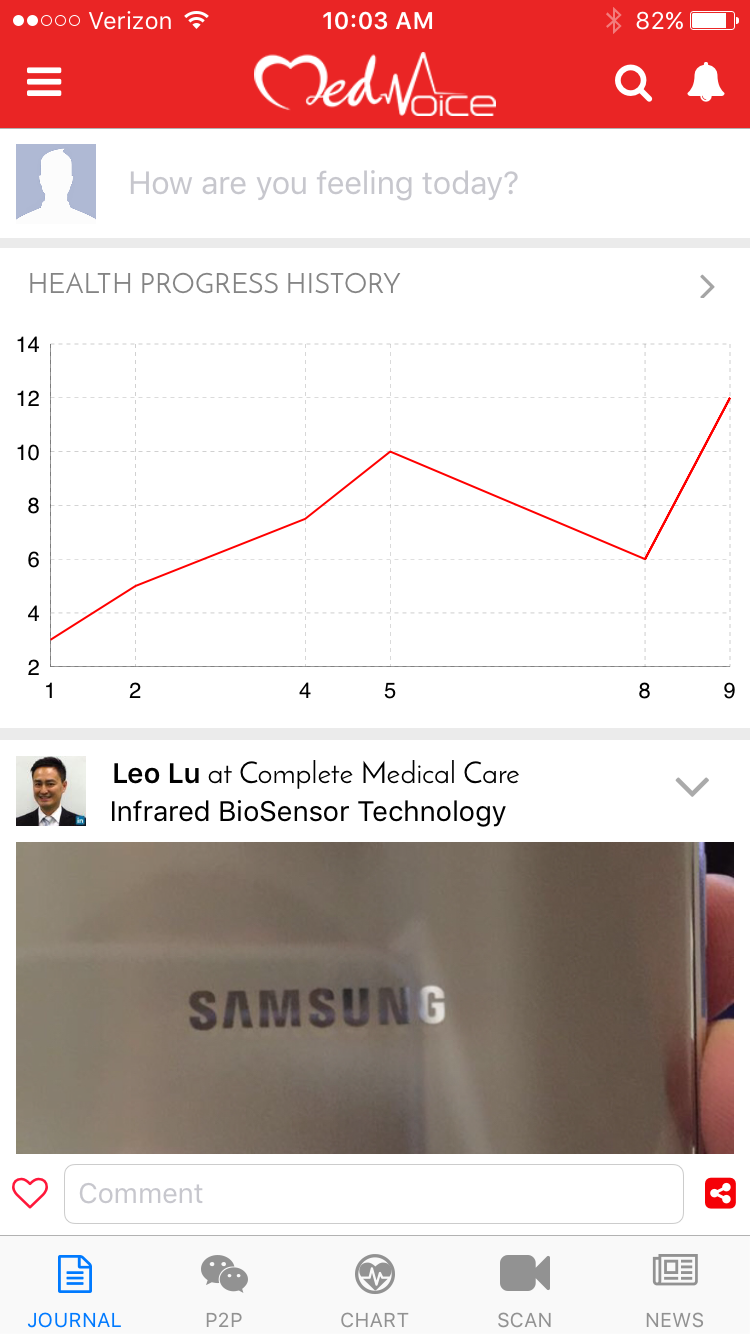 Verizon 10:03 AM 82%
MedVoice
How are you feeling today?
HEALTH PROGRESS HISTORY
14
12
10
8
6
4
2
1 2 4 5 8 9
Leo Lu at Complete Medical Care
Infrared BioSensor Technology
in
SAMSUNG
Comment
JOURNAL P2P CHART SCAN NEWS